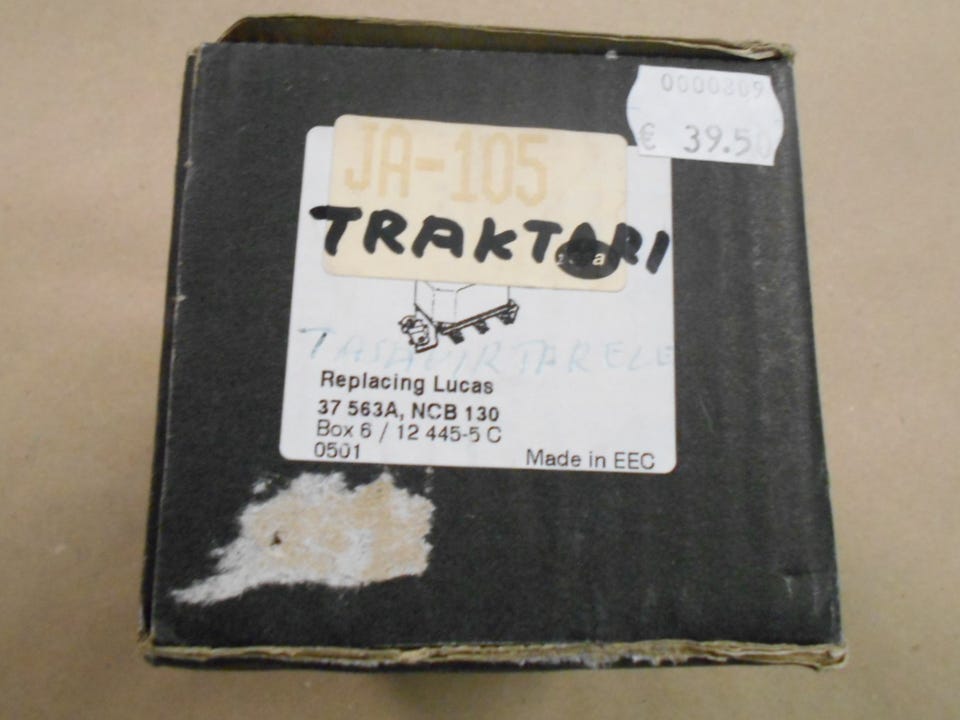 0000809
€ 39.50
JA-105
TRAKTORI
TASAVIRTARELE
Replacing Lucas
37 563A, NCB 130
Box 6 / 12 445-5 C
0501
Made in EEC